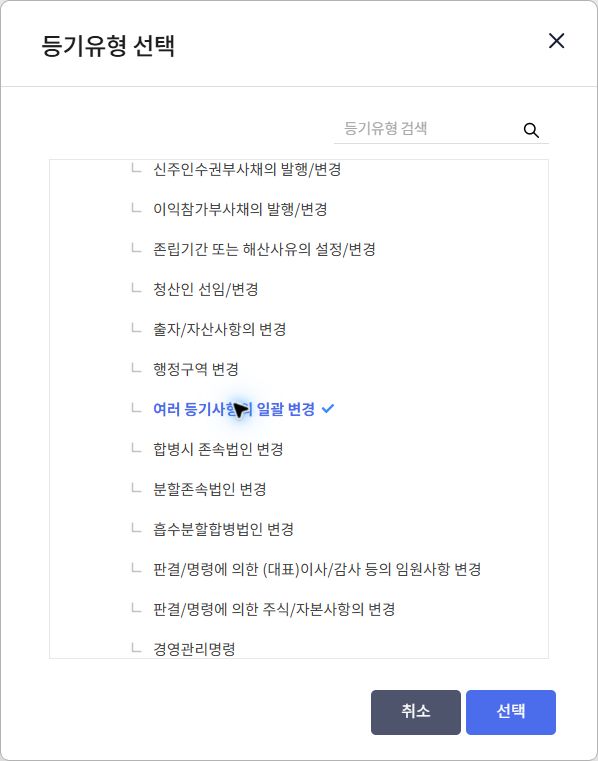 등기유형 선택
등기유형 검색
신주인수권부사채의 발행/변경
이익참가부사채의 발행/변경
존립기간 또는 해산사유의 설정/변경
청산인 선임/변경
출자/자산사항의 변경
행정구역 변경
여러 등기사항의 일괄 변경
합병시 존속법인 변경
분할존속법인 변경
흡수분할합병법인 변경
판결/명령에 의한 (대표)이사/감사 등의 임원사항 변경
판결/명령에 의한 주식/자본사항의 변경
경영관리명령
취소
선택